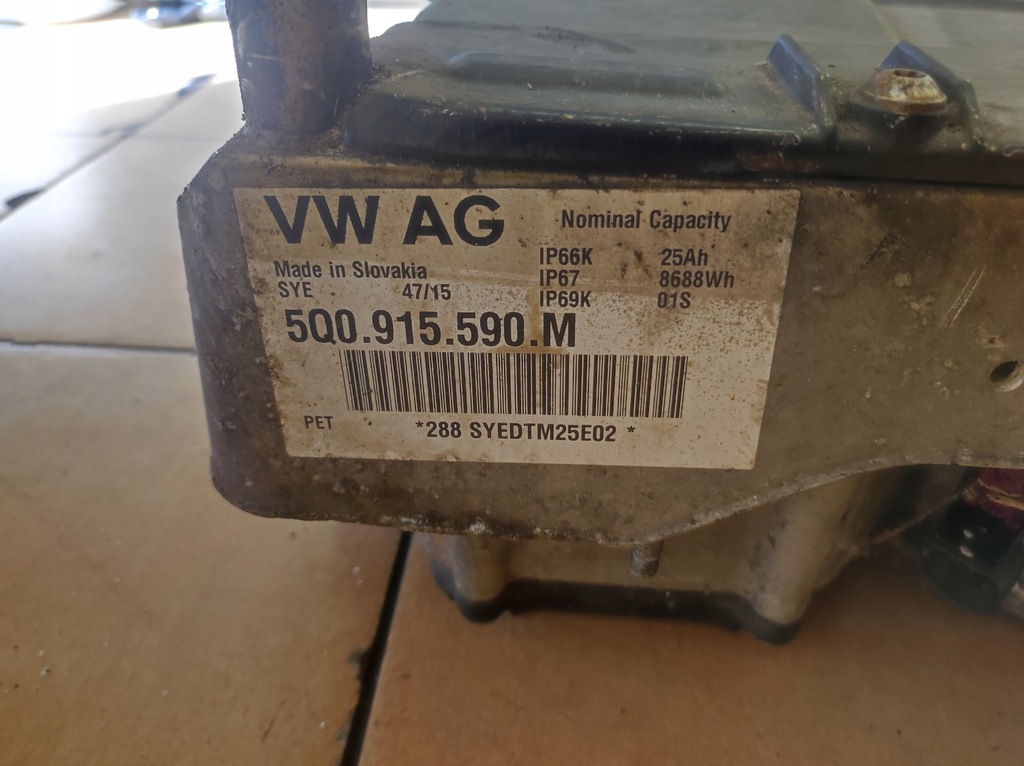 VW AG
Nominal Capacity
Made in Slovakia
SYE 47/15
IP66K 25Ah
IP67 8688Wh
IP69K 01S
5Q0.915.590.M
PET
*288 SYEDTM25E02 *